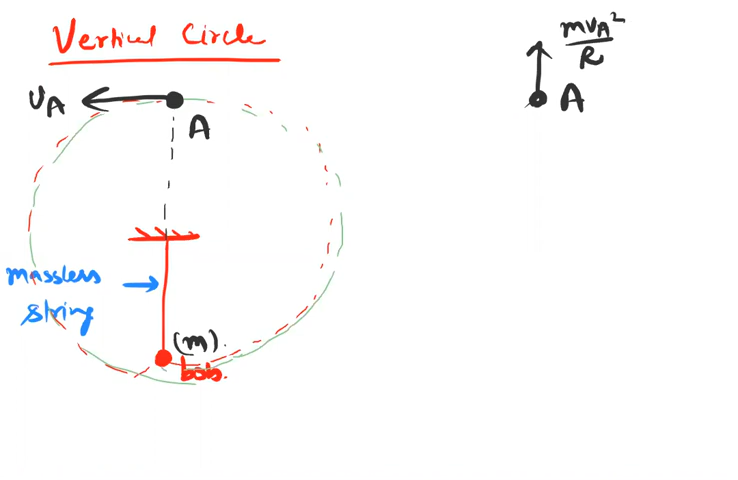 Vertical Circle
vA
A
massless
string
(m).
bob.
mvA²
R
A